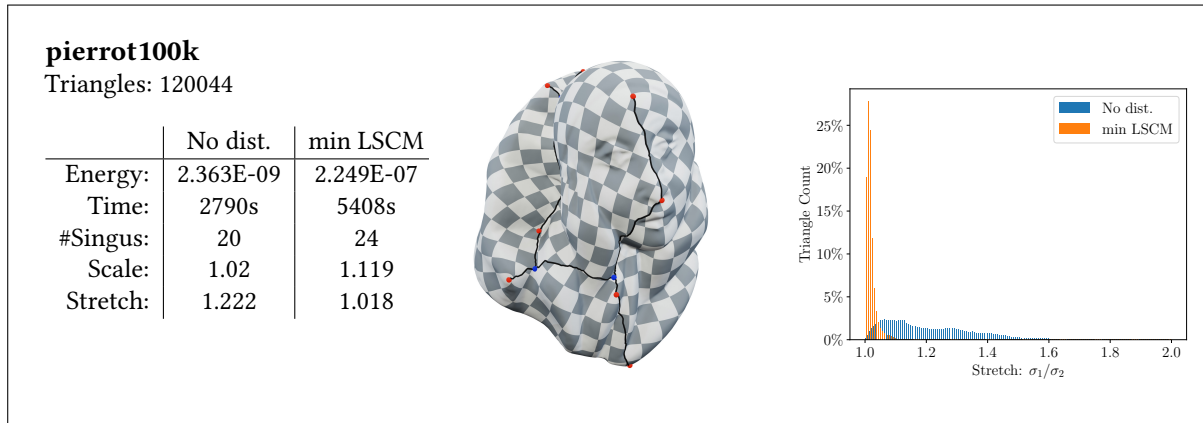 pierrot100k
Triangles: 120044
No dist. min LSCM
Energy: 2.363E-09 2.249E-07
Time: 2790s 5408s
#Singus: 20 24
Scale: 1.02 1.119
Stretch: 1.222 1.018
No dist.
min LSCM
Triangle Count
25%
20%
15%
10%
5%
0%
1.0 1.2 1.4 1.6 1.8 2.0
Stretch: σ₁/σ₂